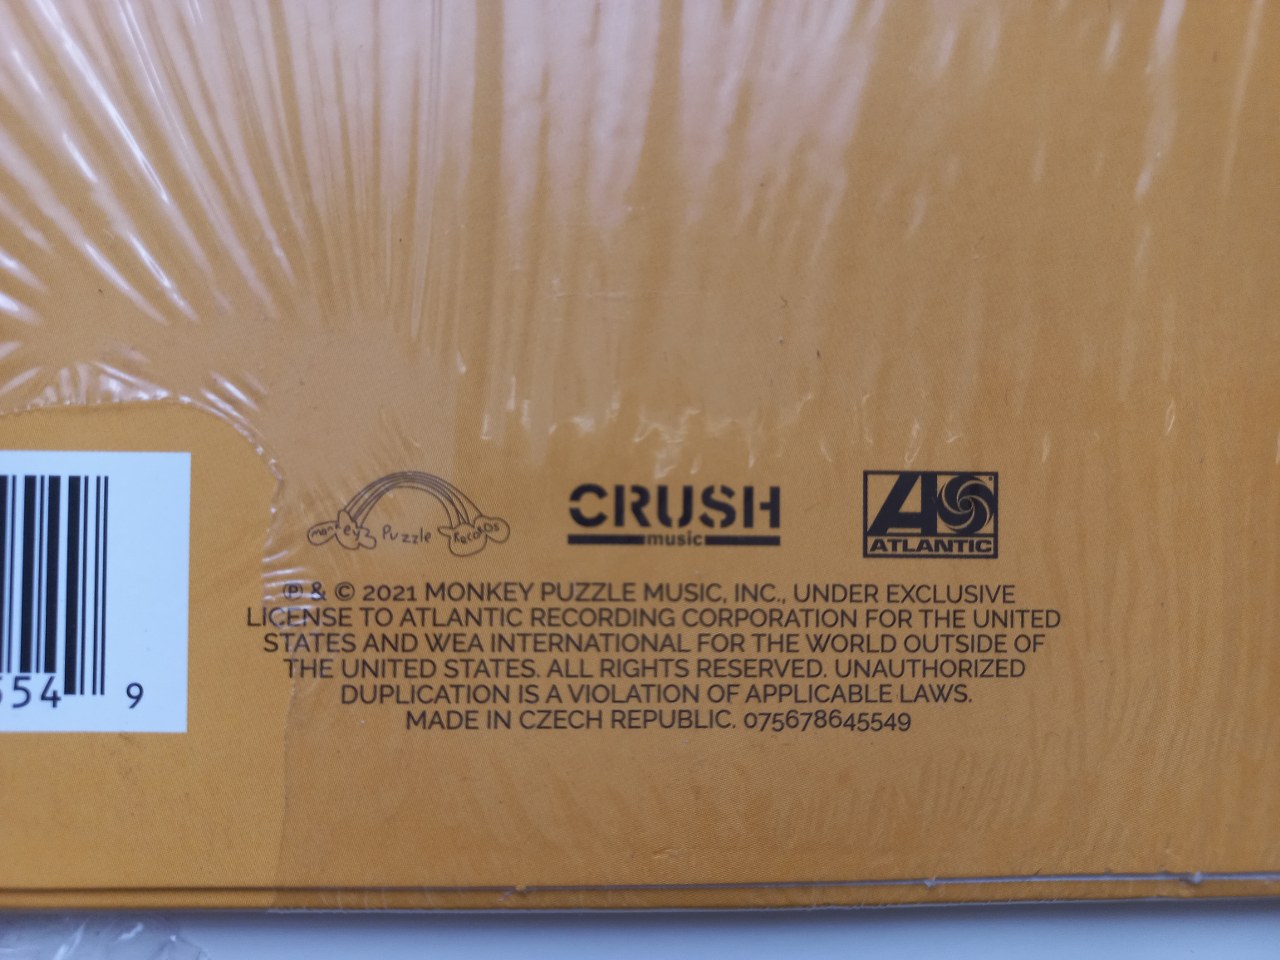 monkey Puzzle Records
CRUSH
music
ATLANTIC
℗ & © 2021 MONKEY PUZZLE MUSIC, INC., UNDER EXCLUSIVE
LICENSE TO ATLANTIC RECORDING CORPORATION FOR THE UNITED
STATES AND WEA INTERNATIONAL FOR THE WORLD OUTSIDE OF
THE UNITED STATES. ALL RIGHTS RESERVED. UNAUTHORIZED
DUPLICATION IS A VIOLATION OF APPLICABLE LAWS.
MADE IN CZECH REPUBLIC. 075678645549
54 9